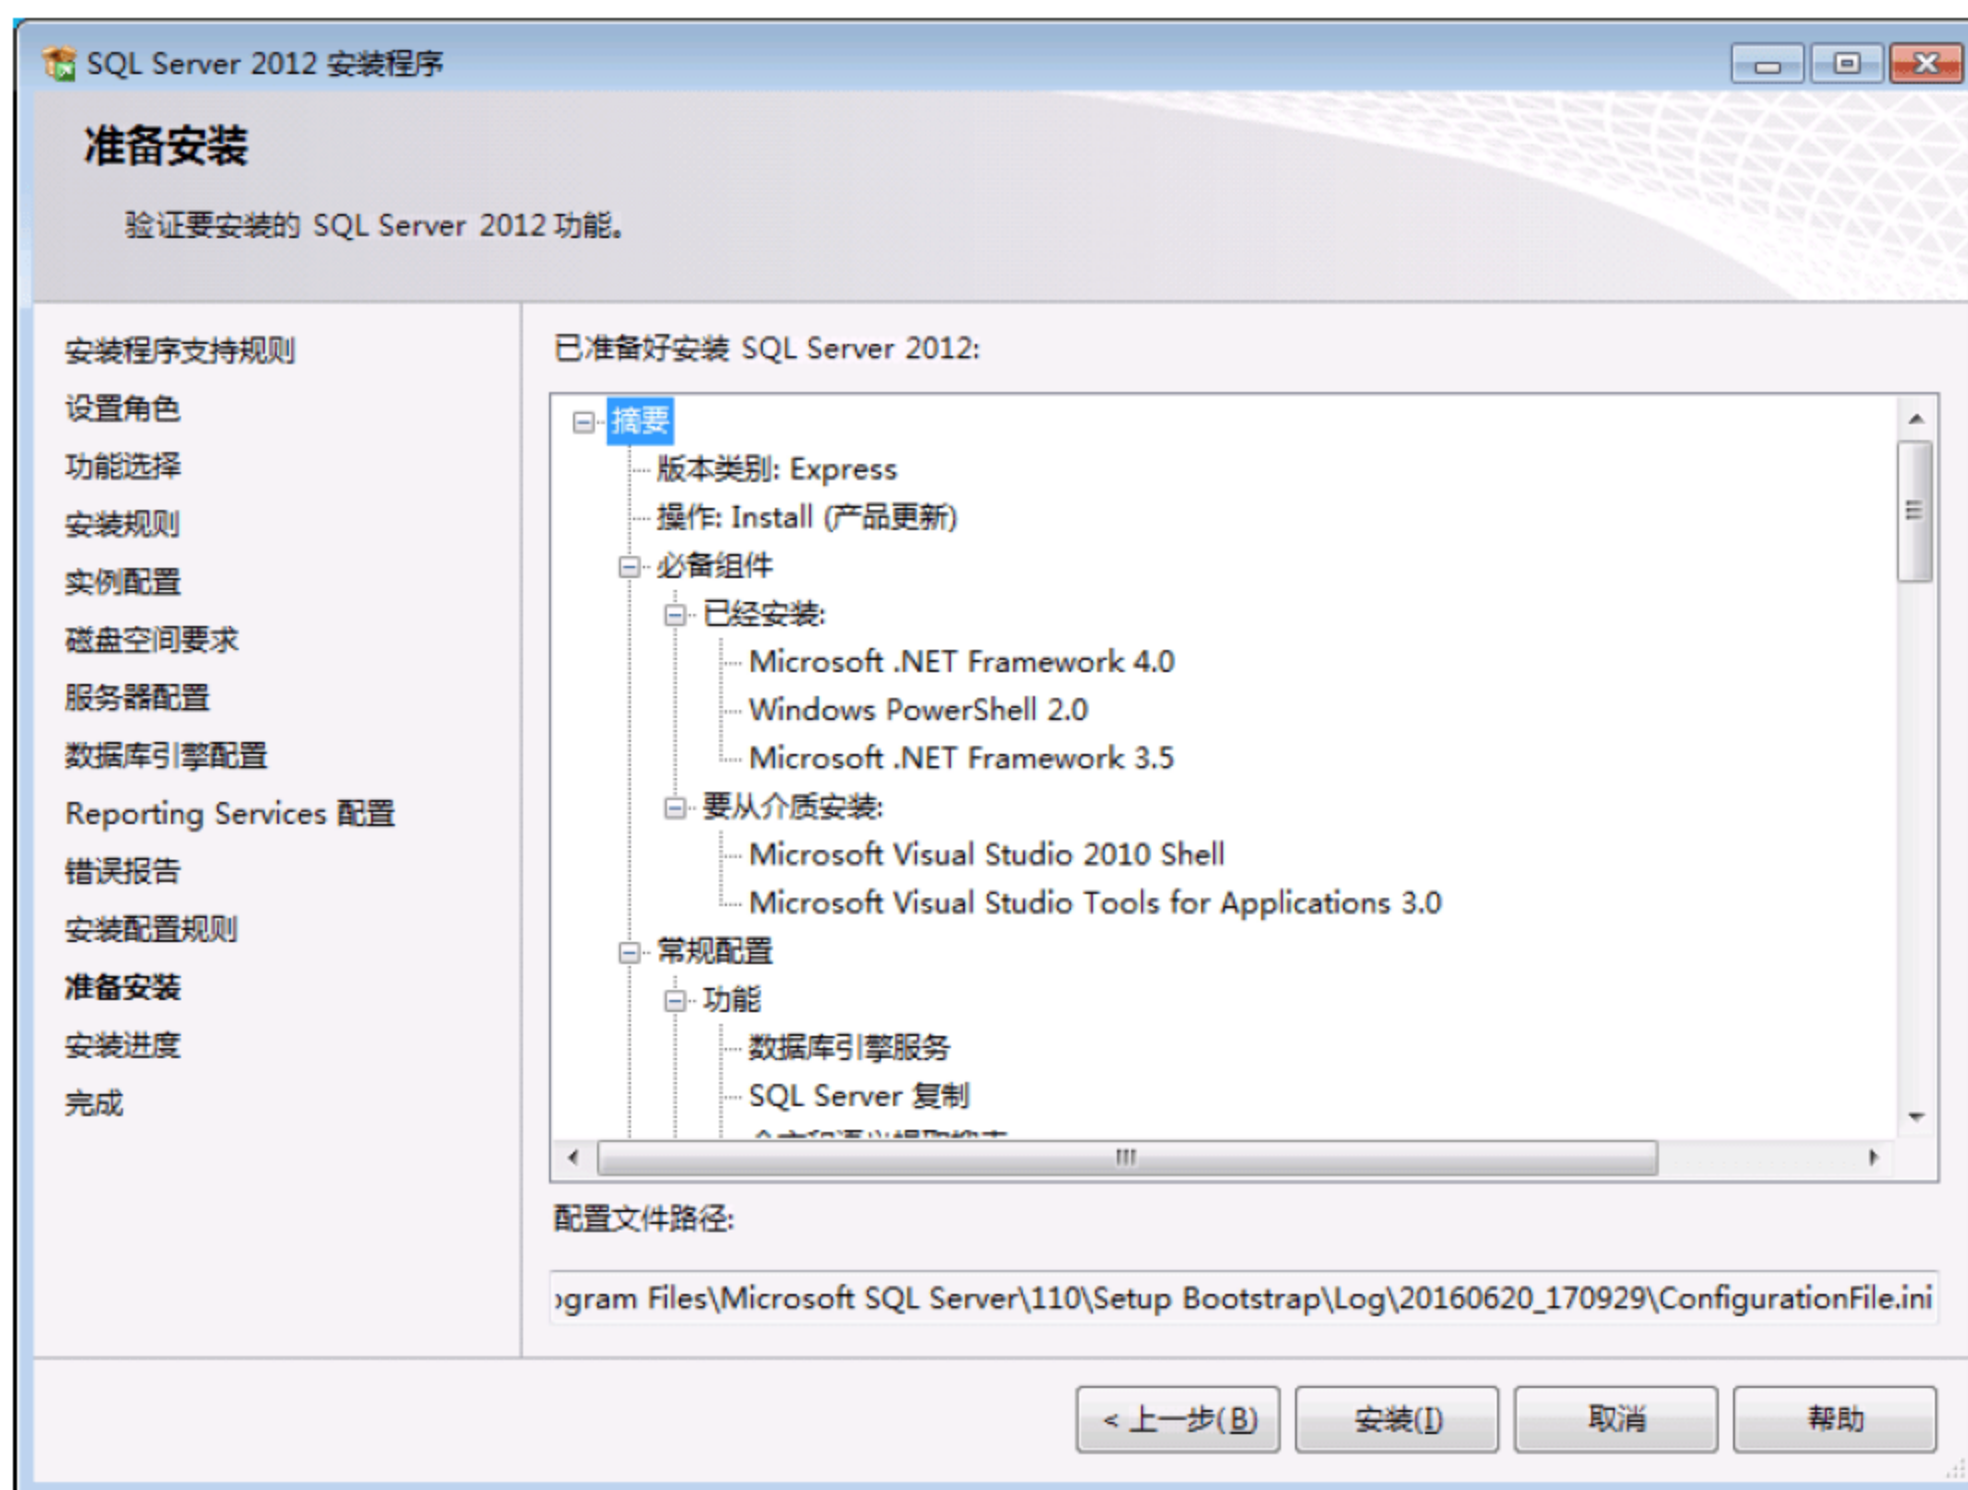 SQL Server 2012 安装程序
准备安装
验证要安装的 SQL Server 2012 功能。
安装程序支持规则
设置角色
功能选择
安装规则
实例配置
磁盘空间要求
服务器配置
数据库引擎配置
Reporting Services 配置
错误报告
安装配置规则
准备安装
安装进度
完成
已准备好安装 SQL Server 2012:
摘要
版本类别: Express
操作: Install (产品更新)
必备组件
已经安装:
Microsoft .NET Framework 4.0
Windows PowerShell 2.0
Microsoft .NET Framework 3.5
要从介质安装:
Microsoft Visual Studio 2010 Shell
Microsoft Visual Studio Tools for Applications 3.0
常规配置
功能
数据库引擎服务
SQL Server 复制
配置文件路径:
ogram Files\Microsoft SQL Server\110\Setup Bootstrap\Log\20160620_170929\ConfigurationFile.ini
< 上一步(B)
安装(I)
取消
帮助